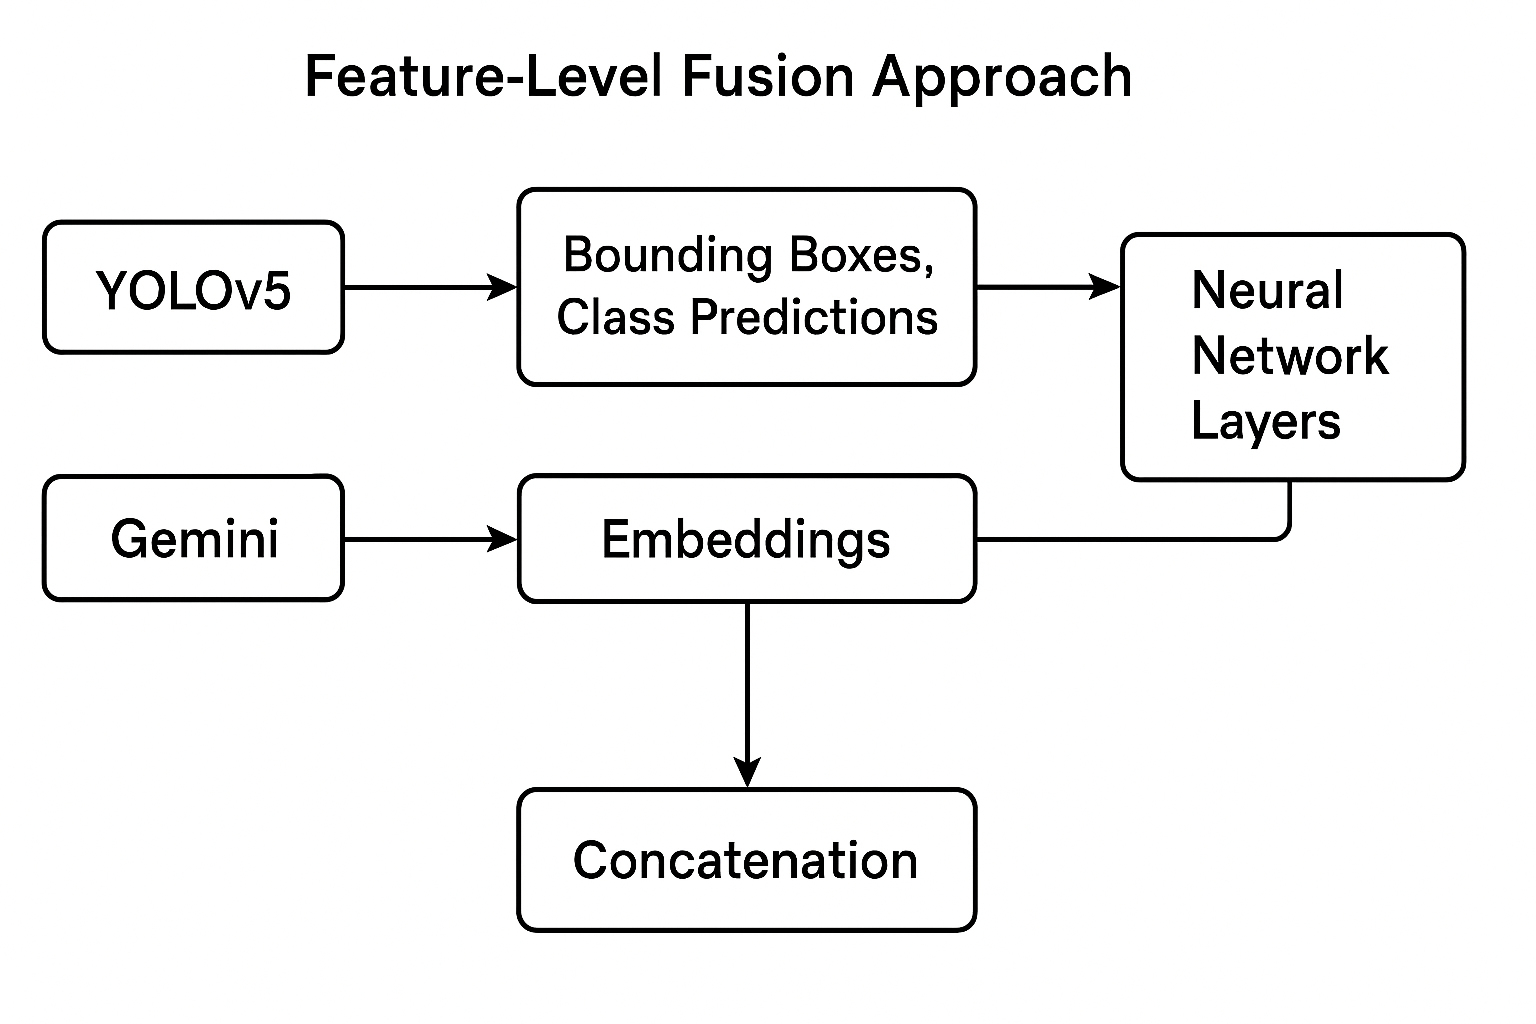 Feature-Level Fusion Approach
YOLOv5
Bounding Boxes,
Class Predictions
Neural
Network
Layers
Gemini
Embeddings
Concatenation